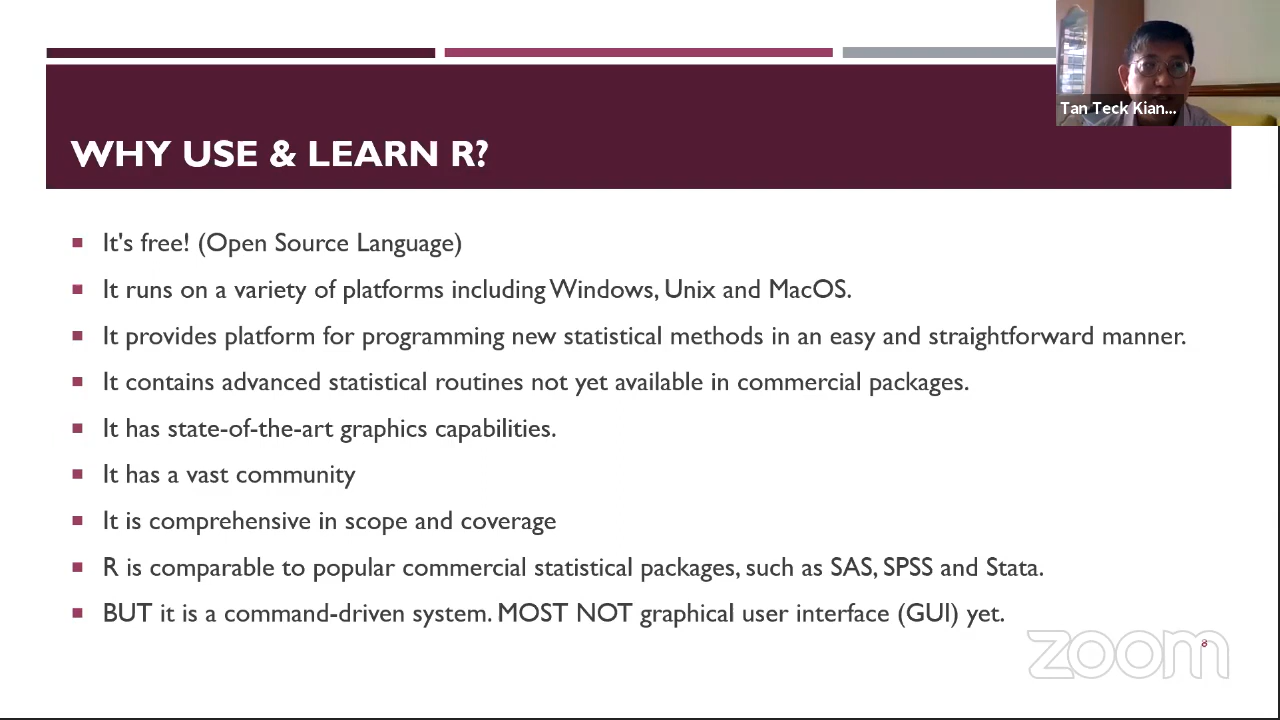 Tan Teck Kian...
WHY USE & LEARN R?
It's free! (Open Source Language)
It runs on a variety of platforms including Windows, Unix and MacOS.
It provides platform for programming new statistical methods in an easy and straightforward manner.
It contains advanced statistical routines not yet available in commercial packages.
It has state-of-the-art graphics capabilities.
It has a vast community
It is comprehensive in scope and coverage
R is comparable to popular commercial statistical packages, such as SAS, SPSS and Stata.
BUT it is a command-driven system. MOST NOT graphical user interface (GUI) yet.
8
zoom